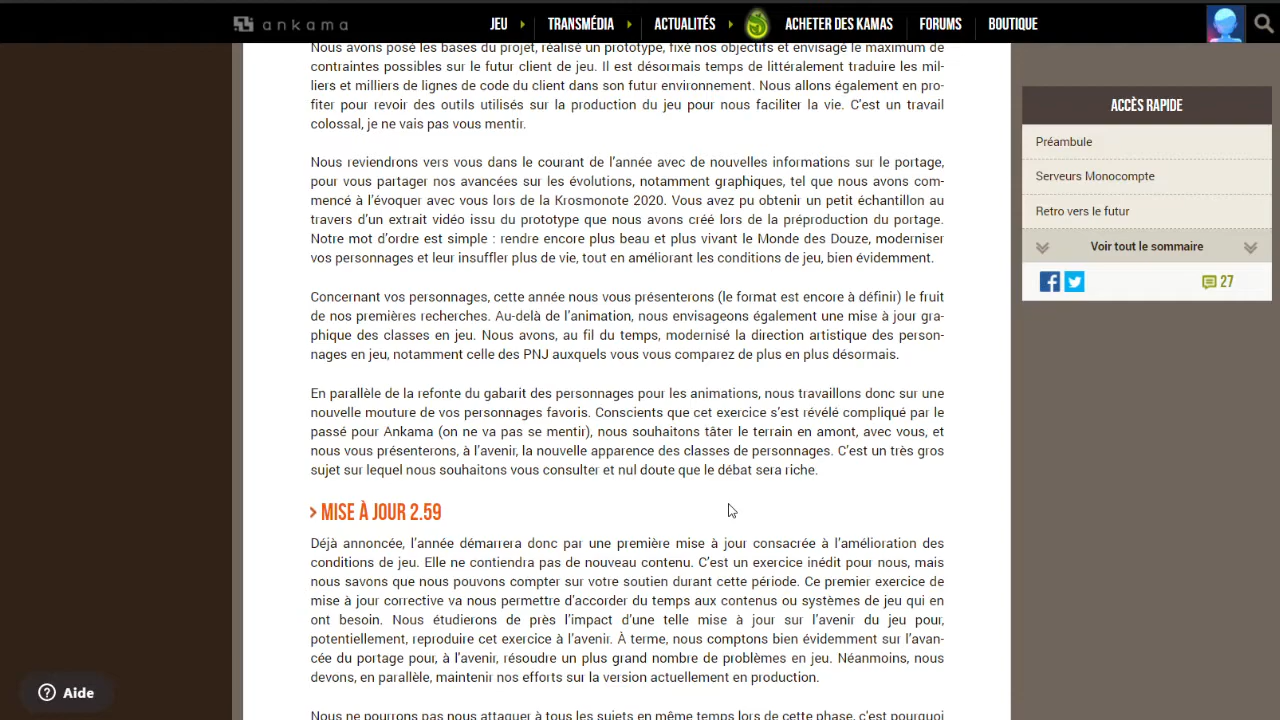 ankama
JEU
TRANSMÉDIA
ACTUALITÉS
ACHETER DES KAMAS
FORUMS
BOUTIQUE
Nous avons posé les bases du projet, réalisé un prototype, fixé nos objectifs et envisagé le maximum de
contraintes possibles sur le futur client de jeu. Il est désormais temps de littéralement traduire les mil-
liers et milliers de lignes de code du client dans son futur environnement. Nous allons également en pro-
fiter pour revoir des outils utilisés sur la production du jeu pour nous faciliter la vie. C'est un travail
colossal, je ne vais pas vous mentir.
Nous reviendrons vers vous dans le courant de l'année avec de nouvelles informations sur le portage,
pour vous partager nos avancées sur les évolutions, notamment graphiques, tel que nous avons com-
mencé à l'évoquer avec vous lors de la Krosmonote 2020. Vous avez pu obtenir un petit échantillon au
travers d'un extrait vidéo issu du prototype que nous avons créé lors de la préproduction du portage.
Notre mot d'ordre est simple : rendre encore plus beau et plus vivant le Monde des Douze, moderniser
vos personnages et leur insuffler plus de vie, tout en améliorant les conditions de jeu, bien évidemment.
Concernant vos personnages, cette année nous vous présenterons (le format est encore à définir) le fruit
de nos premières recherches. Au-delà de l'animation, nous envisageons également une mise à jour gra-
phique des classes en jeu. Nous avons, au fil du temps, modernisé la direction artistique des person-
nages en jeu, notamment celle des PNJ auxquels vous vous comparez de plus en plus désormais.
En parallèle de la refonte du gabarit des personnages pour les animations, nous travaillons donc sur une
nouvelle mouture de vos personnages favoris. Conscients que cet exercice s'est révélé compliqué par le
passé pour Ankama (on ne va pas se mentir), nous souhaitons tâter le terrain en amont, avec vous, et
nous vous présenterons, à l'avenir, la nouvelle apparence des classes de personnages. C'est un très gros
sujet sur lequel nous souhaitons vous consulter et nul doute que le débat sera riche.
> MISE À JOUR 2.59
Déjà annoncée, l'année démarrera donc par une première mise à jour consacrée à l'amélioration des
conditions de jeu. Elle ne contiendra pas de nouveau contenu. C'est un exercice inédit pour nous, mais
nous savons que nous pouvons compter sur votre soutien durant cette période. Ce premier exercice de
mise à jour corrective va nous permettre d'accorder du temps aux contenus ou systèmes de jeu qui en
ont besoin. Nous étudierons de près l'impact d'une telle mise à jour sur l'avenir du jeu pour,
potentiellement, reproduire cet exercice à l'avenir. À terme, nous comptons bien évidemment sur l'avan-
cée du portage pour, à l'avenir, résoudre un plus grand nombre de problèmes en jeu. Néanmoins, nous
devons, en parallèle, maintenir nos efforts sur la version actuellement en production.
Nous ne pourrons pas nous attaquer à tous les sujets en même temps lors de cette phase, c'est pourquoi
ACCÈS RAPIDE
Préambule
Serveurs Monocompte
Retro vers le futur
Voir tout le sommaire
27
Aide